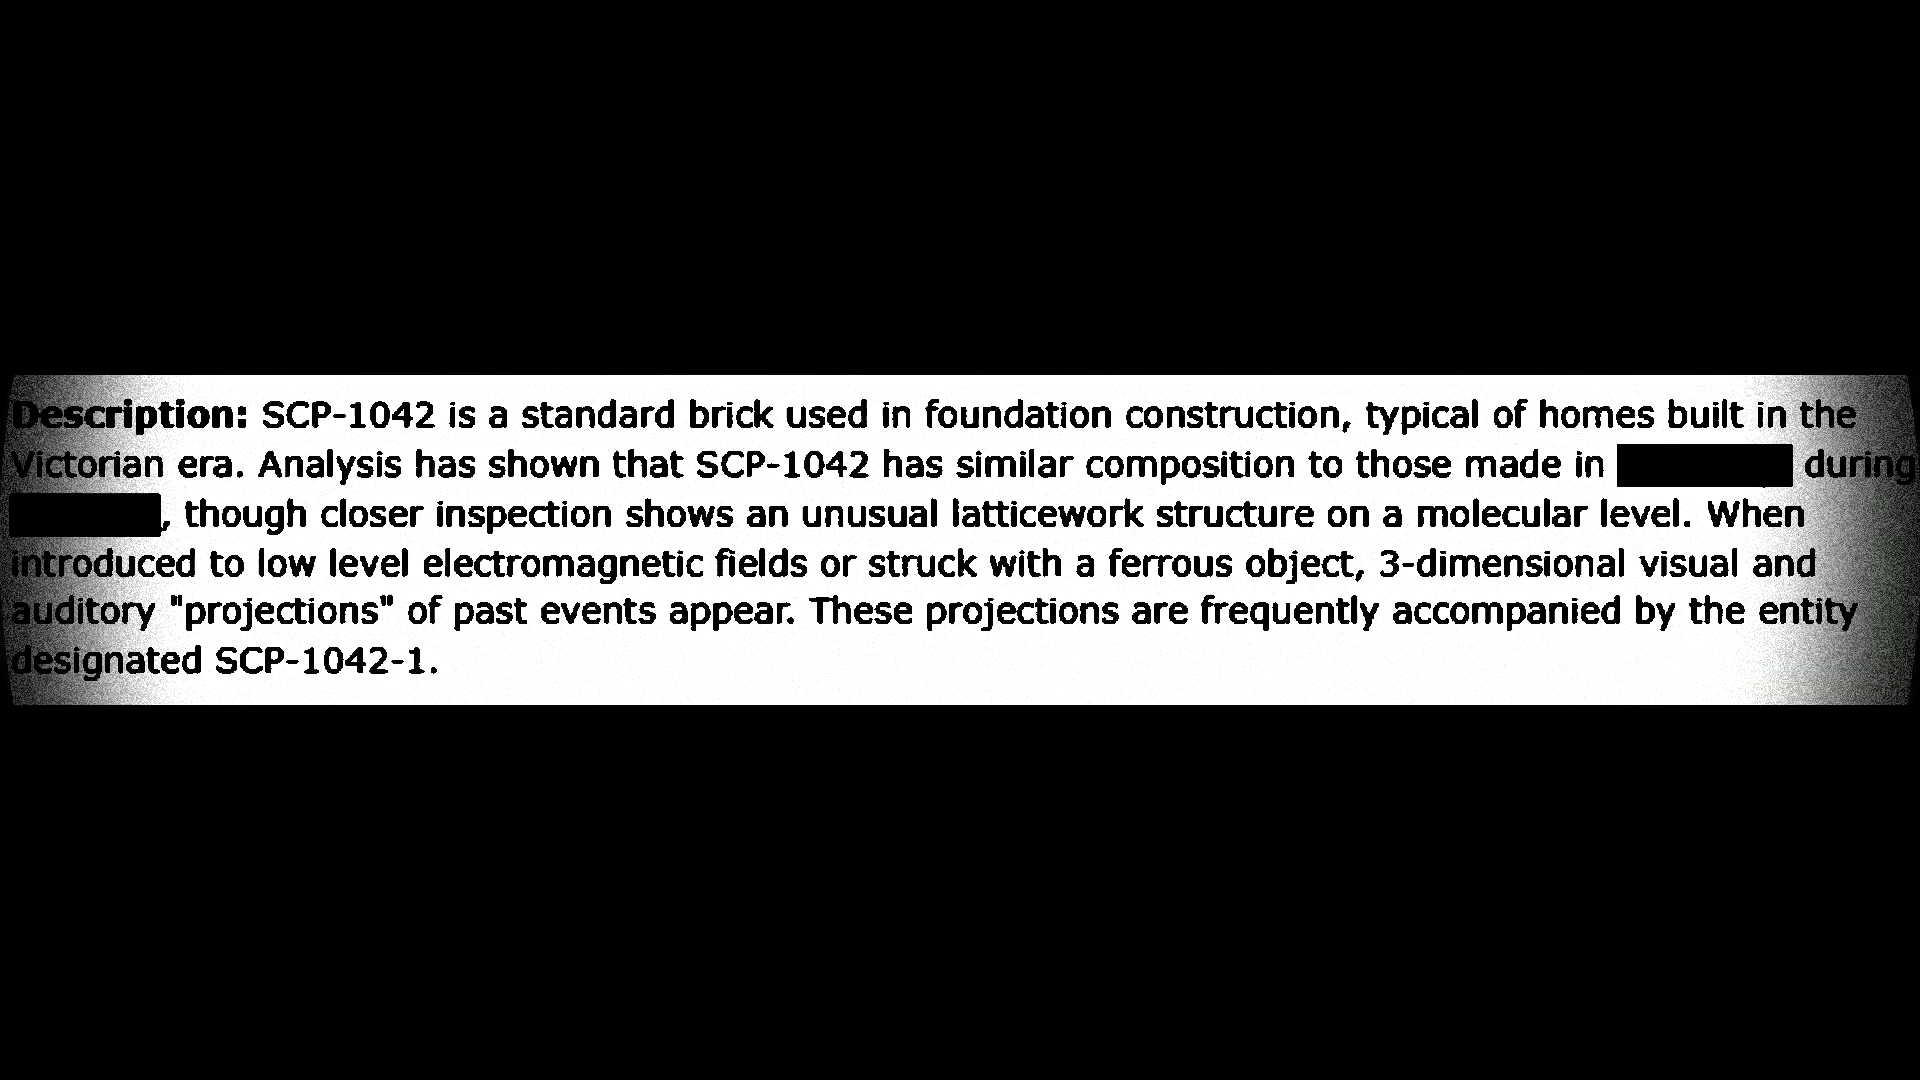 Description: SCP-1042 is a standard brick used in foundation construction, typical of homes built in the
Victorian era. Analysis has shown that SCP-1042 has similar composition to those made in during
, though closer inspection shows an unusual latticework structure on a molecular level. When
introduced to low level electromagnetic fields or struck with a ferrous object, 3-dimensional visual and
auditory "projections" of past events appear. These projections are frequently accompanied by the entity
designated SCP-1042-1.